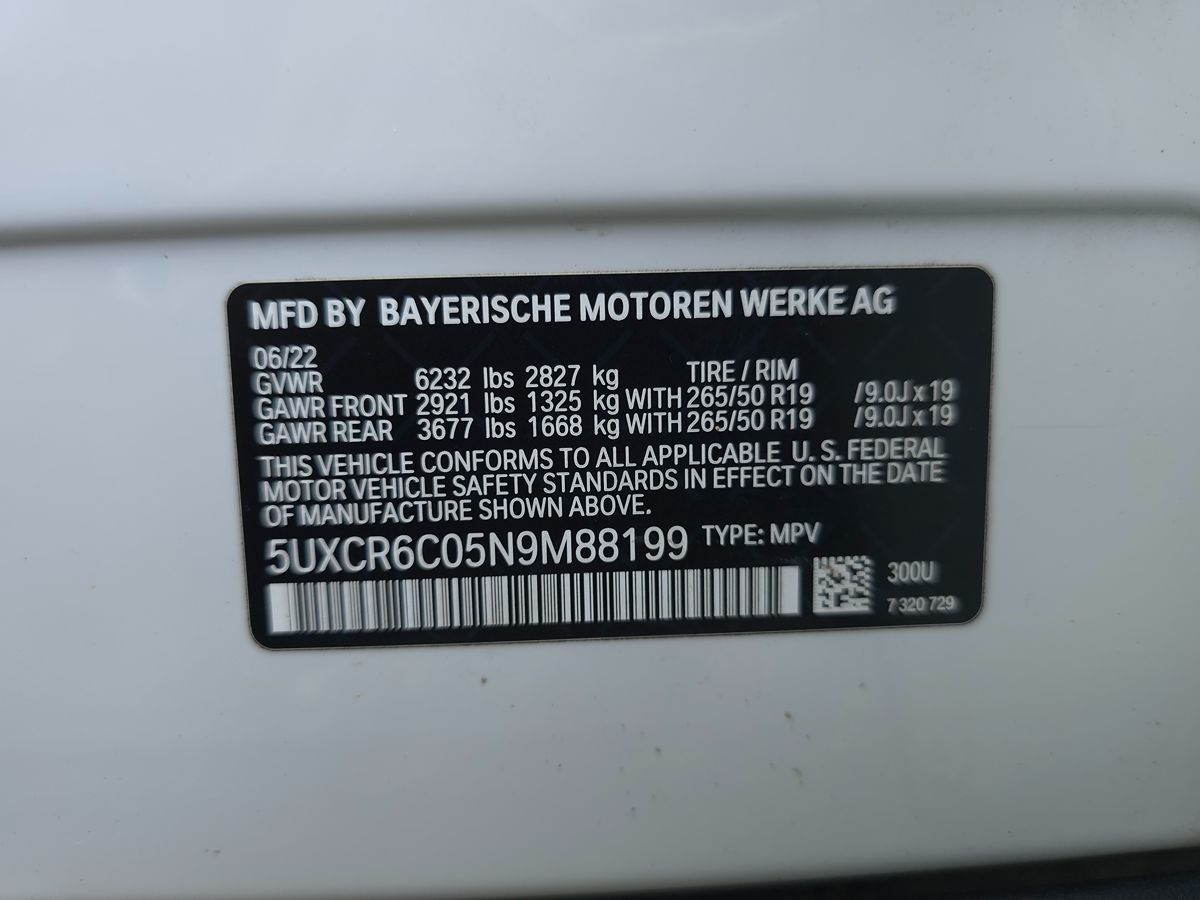 MFD BY BAYERISCHE MOTOREN WERKE AG
06/22
GVWR 6232 lbs 2827 kg TIRE / RIM
GAWR FRONT 2921 lbs 1325 kg WITH 265/50 R19 /9.0J x 19
GAWR REAR 3677 lbs 1668 kg WITH 265/50 R19 /9.0J x 19
THIS VEHICLE CONFORMS TO ALL APPLICABLE U. S. FEDERAL
MOTOR VEHICLE SAFETY STANDARDS IN EFFECT ON THE DATE
OF MANUFACTURE SHOWN ABOVE.
5UXCR6C05N9M88199 TYPE: MPV
300U
7 320 729